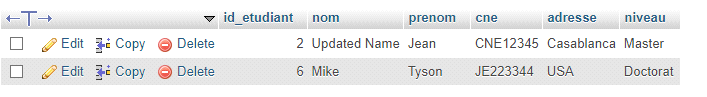 id_etudiant nom prenom cne adresse niveau
Edit Copy Delete 2 Updated Name Jean CNE12345 Casablanca Master
Edit Copy Delete 6 Mike Tyson JE223344 USA Doctorat